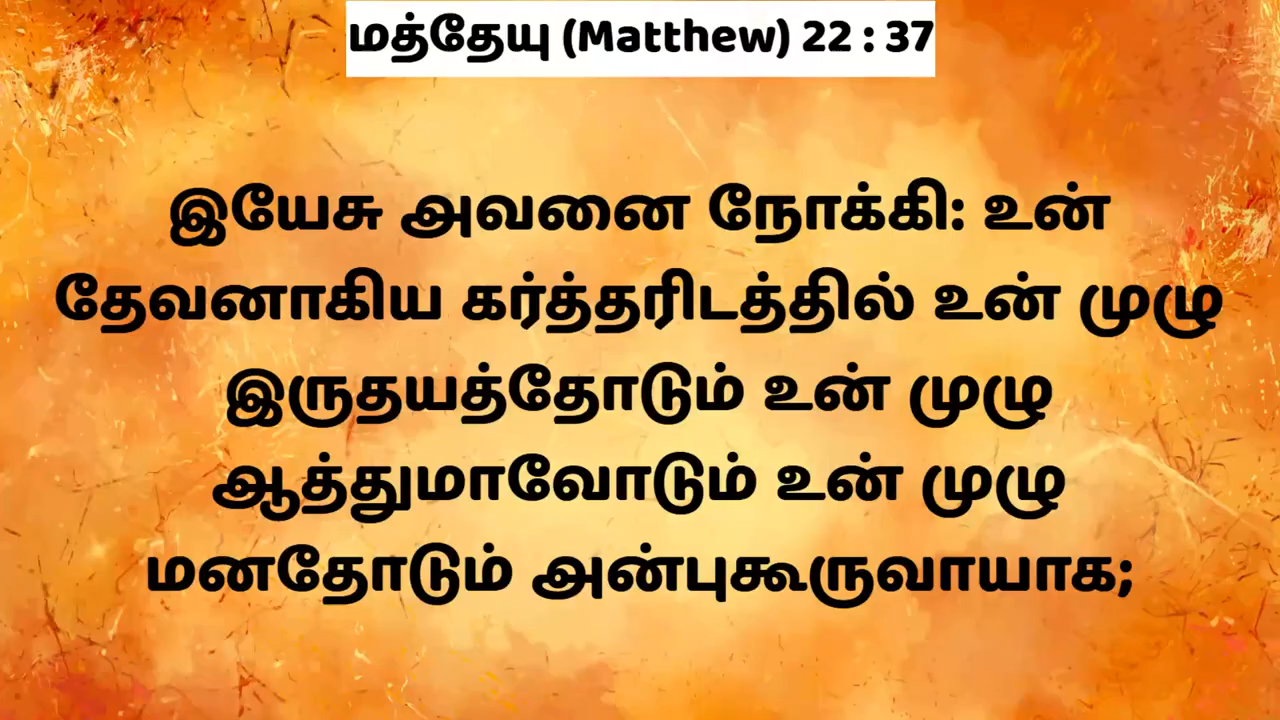 மத்தேயு (Matthew) 22 : 37
இயேசு அவனை நோக்கி: உன்
தேவனாகிய கர்த்தரிடத்தில் உன் முழு
இருதயத்தோடும் உன் முழு
ஆத்துமாவோடும் உன் முழு
மனதோடும் அன்புகூருவாயாக;